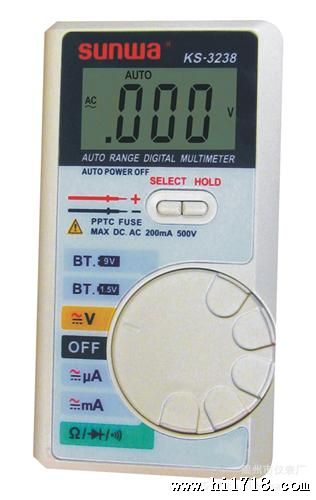 sunwa KS-3238
AUTO
AC
.000 V
AUTO RANGE DIGITAL MULTIMETER
AUTO POWER OFF
SELECT HOLD
+
-
PPTC FUSE
MAX DC. AC 200mA 500V
BT. 9V
BT. 1.5V
≂V
OFF
≂μA
≂mA
Ω/
www.hi1718.com